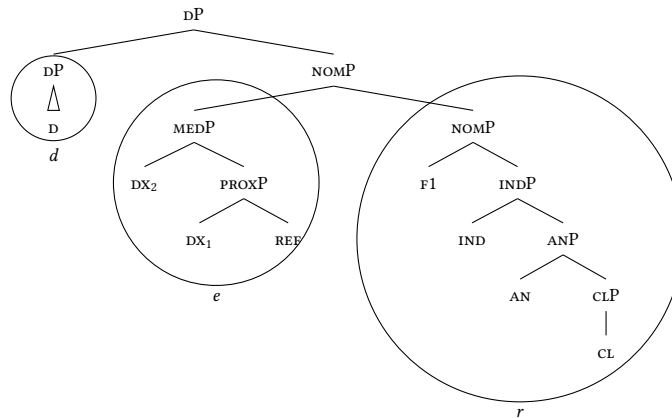 DP
DP NOMP
D MEDP NOMP
d
DX2 PROXP F1 INDP
DX1 REF IND ANP
e AN CLP
CL
r